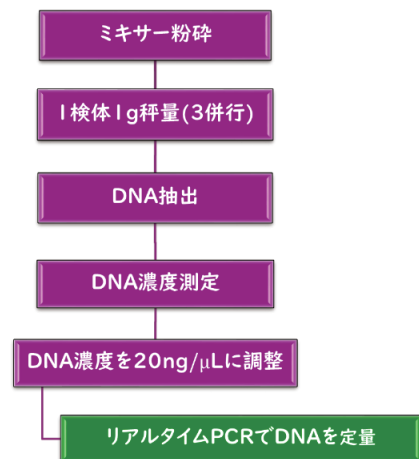 ミキサー粉砕
1検体1g秤量(3併行)
DNA抽出
DNA濃度測定
DNA濃度を20ng/μLに調整
リアルタイムPCRでDNAを定量